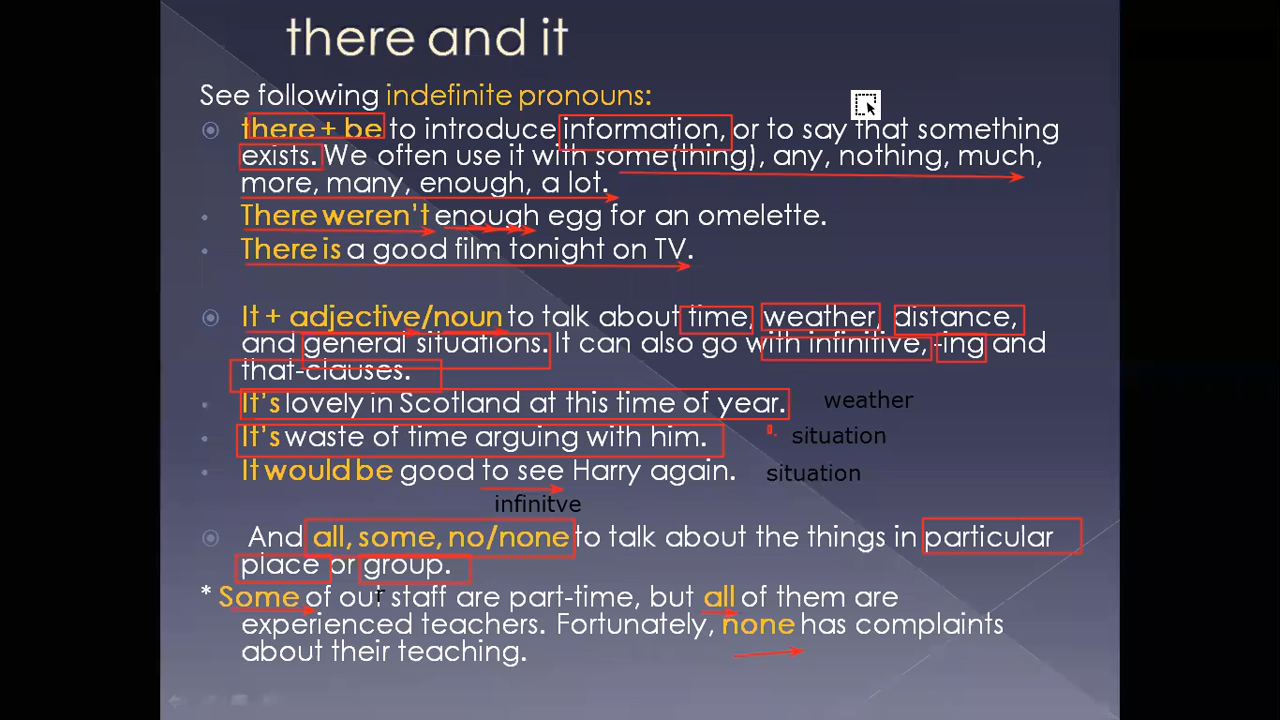 there and it
See following indefinite pronouns:
there + be to introduce information, or to say that something
exists. We often use it with some(thing), any, nothing, much,
more, many, enough, a lot.
There weren't enough egg for an omelette.
There is a good film tonight on TV.
It + adjective/noun to talk about time, weather, distance,
and general situations. It can also go with infinitive, -ing and
that-clauses.
It's lovely in Scotland at this time of year. weather
It's waste of time arguing with him. situation
It would be good to see Harry again. situation
infinitve
And all, some, no/none to talk about the things in particular
place or group.
* Some of our staff are part-time, but all of them are
experienced teachers. Fortunately, none has complaints
about their teaching.